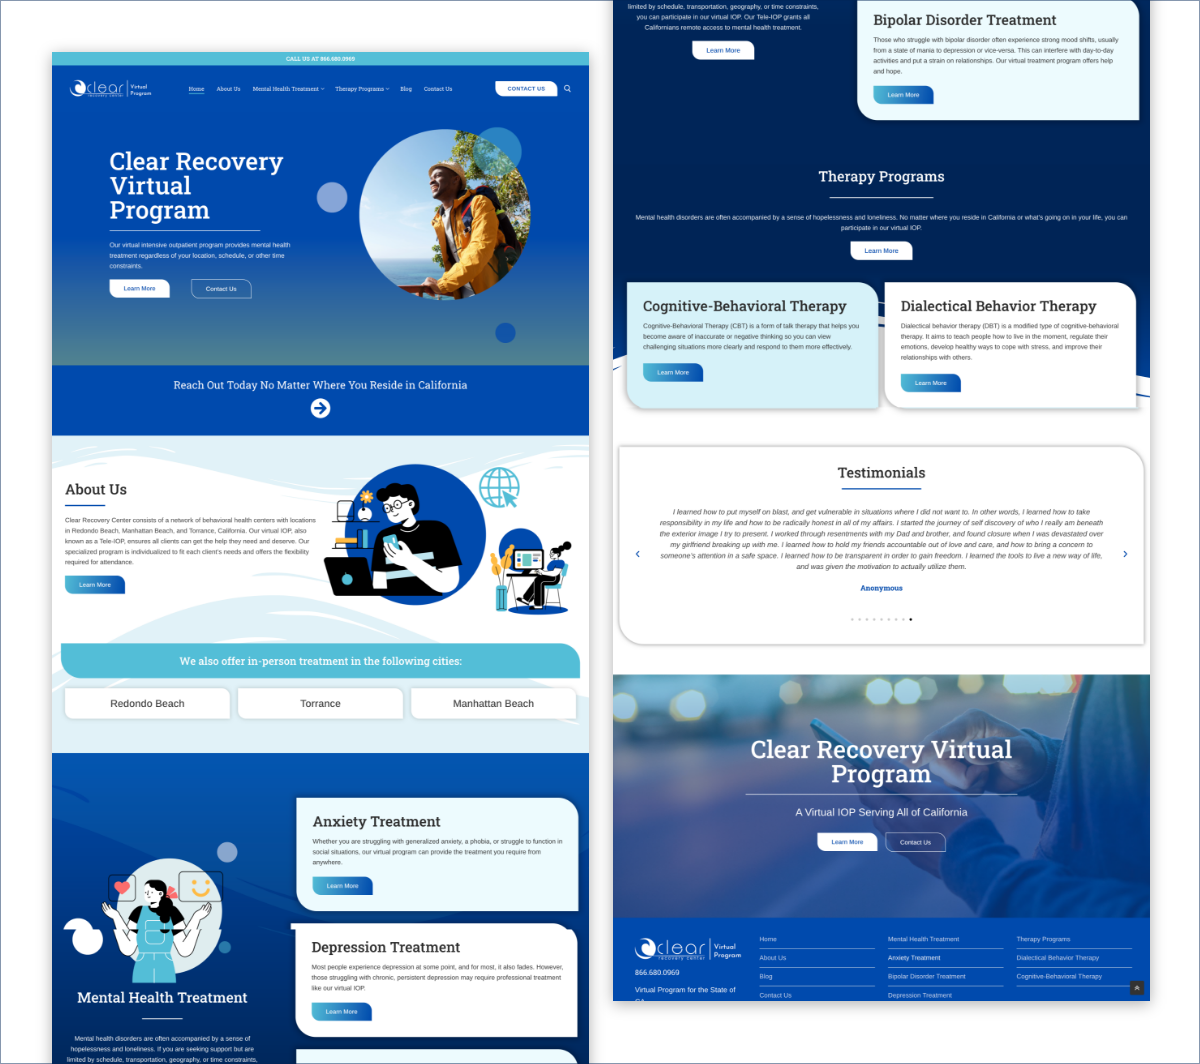 CALL US AT 866.680.0969
clear
recovery center
Virtual
Program
Home
About Us
Mental Health Treatment
Therapy Programs
Blog
Contact Us
CONTACT US
Clear Recovery
Virtual
Program
Our virtual intensive outpatient program provides mental health
treatment regardless of your location, schedule, or other time
constraints.
Learn More
Contact Us
Reach Out Today No Matter Where You Reside in California
About Us
Clear Recovery Center consists of a network of behavioral health centers with locations
in Redondo Beach, Manhattan Beach, and Torrance, California. Our virtual IOP, also
known as a Tele-IOP, ensures all clients can get the help they need and deserve. Our
specialized program is individualized to fit each client's needs and offers the flexibility
required for attendance.
Learn More
We also offer in-person treatment in the following cities:
Redondo Beach
Torrance
Manhattan Beach
Mental Health Treatment
Mental health disorders are often accompanied by a sense of
hopelessness and loneliness. If you are seeking support but are
limited by schedule, transportation, geography, or time constraints,
Anxiety Treatment
Whether you are struggling with generalized anxiety, a phobia, or struggle to function in
social situations, our virtual program can provide the treatment you require from
anywhere.
Learn More
Depression Treatment
Most people experience depression at some point, and for most, it also fades. However,
those struggling with chronic, persistent depression may require professional treatment
like our virtual IOP.
Learn More
limited by schedule, transportation, geography, or time constraints,
you can participate in our virtual IOP. Our Tele-IOP grants all
Californians remote access to mental health treatment.
Learn More
Bipolar Disorder Treatment
Those who struggle with bipolar disorder often experience strong mood shifts, usually
from a state of mania to depression or vice-versa. This can interfere with day-to-day
activities and put a strain on relationships. Our virtual treatment program offers help
and hope.
Learn More
Therapy Programs
Mental health disorders are often accompanied by a sense of hopelessness and loneliness. No matter where you reside in California or what's going on in your life, you can
participate in our virtual IOP.
Learn More
Cognitive-Behavioral Therapy
Cognitive-Behavioral Therapy (CBT) is a form of talk therapy that helps you
become aware of inaccurate or negative thinking so you can view
challenging situations more clearly and respond to them more effectively.
Learn More
Dialectical Behavior Therapy
Dialectical behavior therapy (DBT) is a modified type of cognitive-behavioral
therapy. It aims to teach people how to live in the moment, regulate their
emotions, develop healthy ways to cope with stress, and improve their
relationships with others.
Learn More
Testimonials
I learned how to put myself on blast, and get vulnerable in situations where I did not want to. In other words, I learned how to take
responsibility in my life and how to be radically honest in all of my affairs. I started the journey of self discovery of who I really am beneath
the exterior image I try to present. I worked through resentments with my Dad and brother, and found closure when I was devastated over
my girlfriend breaking up with me. I learned how to hold my friends accountable out of love and care, and how to bring a concern to
someone's attention in a safe space. I learned how to be transparent in order to gain freedom. I learned the tools to live a new way of life,
and was given the motivation to actually utilize them.
Anonymous
Clear Recovery Virtual
Program
A Virtual IOP Serving All of California
Learn More
Contact Us
clear
recovery center
Virtual
Program
866.680.0969
Virtual Program for the State of
Home
About Us
Blog
Contact Us
Mental Health Treatment
Anxiety Treatment
Bipolar Disorder Treatment
Depression Treatment
Therapy Programs
Dialectical Behavior Therapy
Cognitive-Behavioral Therapy